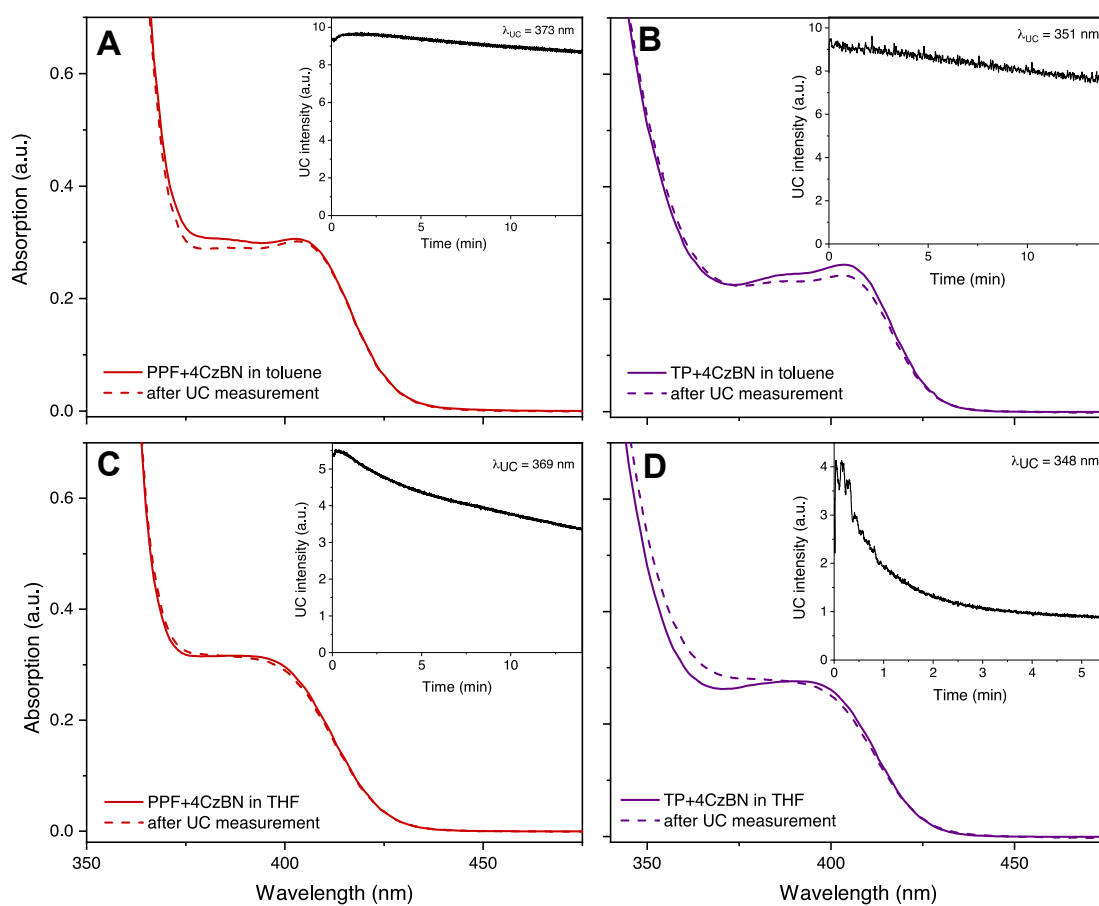 A
λUC = 373 nm
10
8
6
4
2
0
UC intensity (a.u.)
0
5
10
Time (min)
0.6
0.4
0.2
0.0
Absorption (a.u.)
PPF+4CzBN in toluene
after UC measurement
B
λUC = 351 nm
10
8
6
4
2
0
UC intensity (a.u.)
0
5
10
Time (min)
TP+4CzBN in toluene
after UC measurement
C
λUC = 369 nm
5
4
3
2
1
0
UC intensity (a.u.)
0
5
10
Time (min)
0.6
0.4
0.2
0.0
Absorption (a.u.)
PPF+4CzBN in THF
after UC measurement
350
400
450
Wavelength (nm)
D
λUC = 348 nm
4
3
2
1
0
UC intensity (a.u.)
0
1
2
3
4
5
Time (min)
TP+4CzBN in THF
after UC measurement
350
400
450
Wavelength (nm)